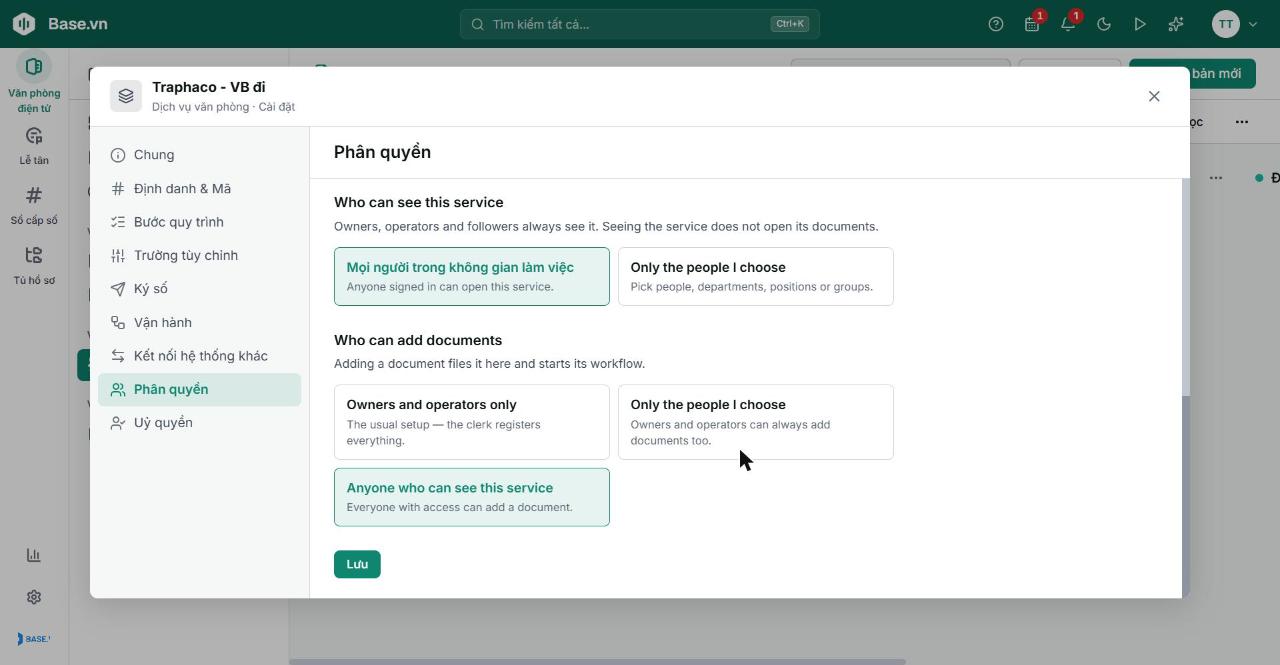 Base.vn
Tìm kiếm tất cả...
Ctrl+K
1
1
TT
Văn phòng
điện tử
Lễ tân
Sổ cấp số
Tủ hồ sơ
BASE.
bản mới
ọc
Traphaco - VB đi
Dịch vụ văn phòng · Cài đặt
Chung
Định danh & Mã
Bước quy trình
Trường tùy chỉnh
Ký số
Vận hành
Kết nối hệ thống khác
Phân quyền
Uỷ quyền
Phân quyền
Who can see this service
Owners, operators and followers always see it. Seeing the service does not open its documents.
Mọi người trong không gian làm việc
Anyone signed in can open this service.
Only the people I choose
Pick people, departments, positions or groups.
Who can add documents
Adding a document files it here and starts its workflow.
Owners and operators only
The usual setup — the clerk registers
everything.
Only the people I choose
Owners and operators can always add
documents too.
Anyone who can see this service
Everyone with access can add a document.
Lưu